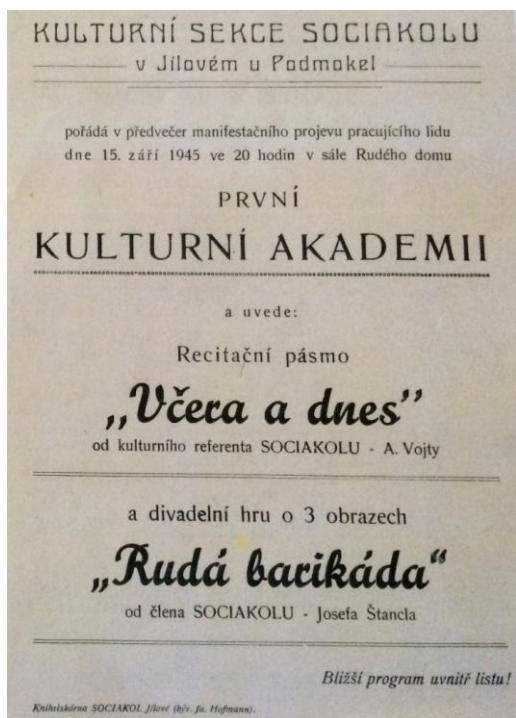 KULTURNÍ SEKCE SOCIAKOLU
v Jílovém u Podmokel
pořádá v předvečer manifestačního projevu pracujícího lidu
dne 15. září 1945 ve 20 hodin v sále Rudého domu
PRVNÍ
KULTURNÍ AKADEMII
a uvede:
Recitační pásmo
„Včera a dnes”
od kulturního referenta SOCIAKOLU - A. Vojty
a divadelní hru o 3 obrazech
„Rudá barikáda“
od člena SOCIAKOLU - Josefa Štancla
Bližší program uvnitř listu!
Knihtiskárna SOCIAKOL Jílové (býv. fa. Hofmann).